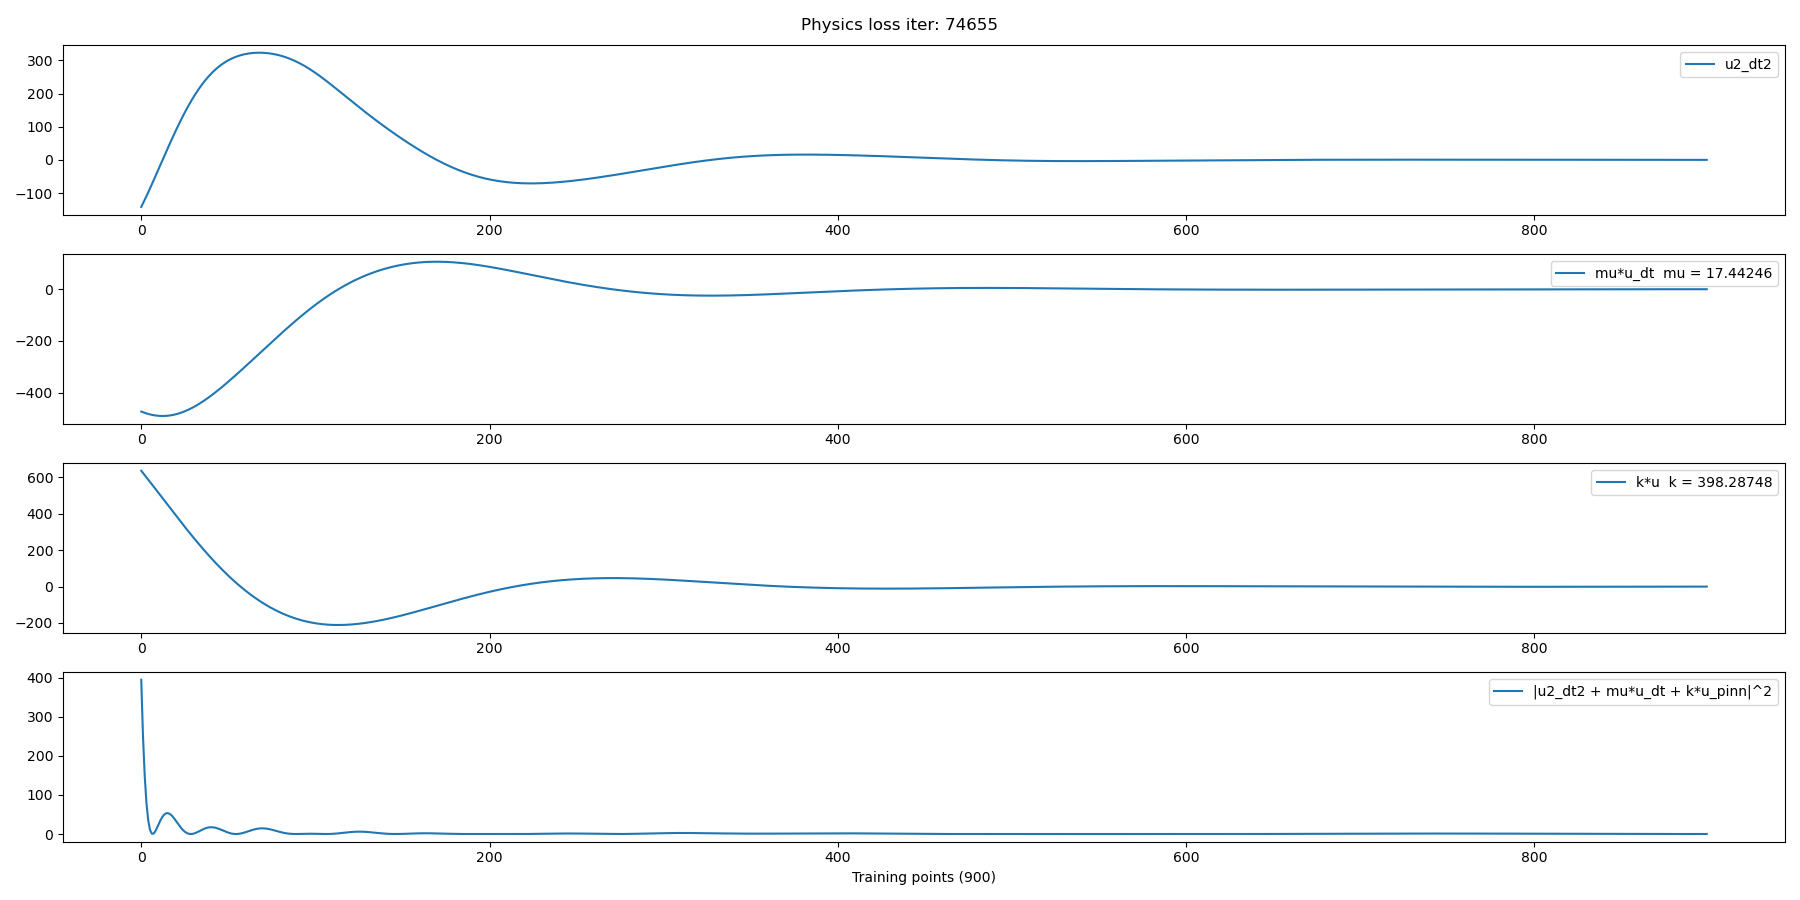 Physics loss iter: 74655
300
200
100
0
−100
u2_dt2
0 200 400 600 800
0
−200
−400
mu*u_dt  mu = 17.44246
0 200 400 600 800
600
400
200
0
−200
k*u  k = 398.28748
0 200 400 600 800
400
300
200
100
0
|u2_dt2 + mu*u_dt + k*u_pinn|^2
0 200 400 600 800
Training points (900)